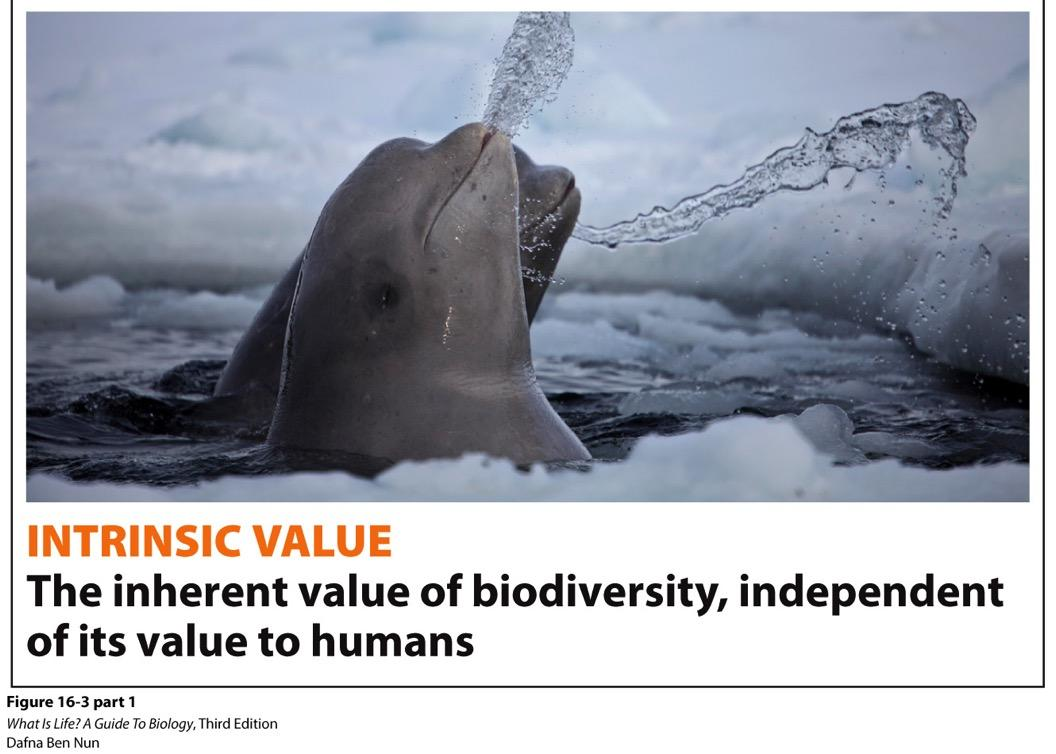 INTRINSIC VALUE
The inherent value of biodiversity, independent
of its value to humans
Figure 16-3 part 1
What Is Life? A Guide To Biology, Third Edition
Dafna Ben Nun